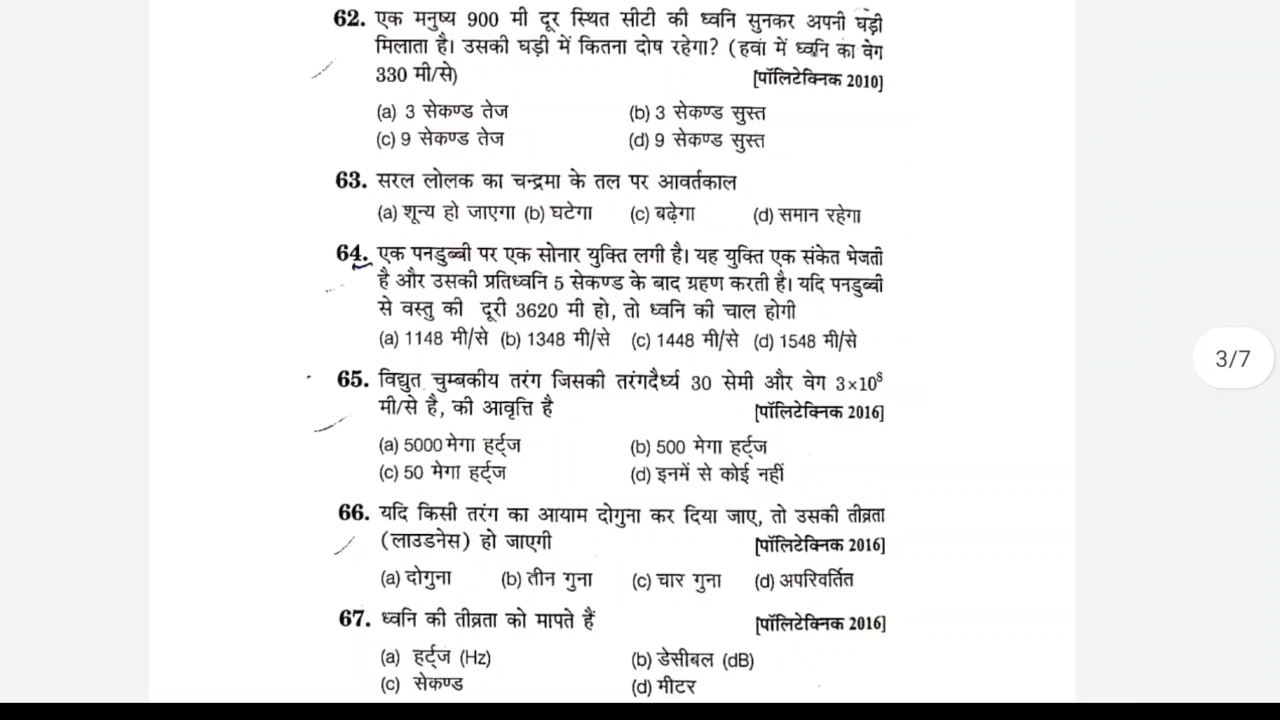 62. एक मनुष्य 900 मी दूर स्थित सीटी की ध्वनि सुनकर अपनी घड़ी
मिलाता है। उसकी घड़ी में कितना दोष रहेगा? (हवा में ध्वनि का वेग
330 मी/से) [पॉलिटेक्निक 2010]
(a) 3 सेकण्ड तेज (b) 3 सेकण्ड सुस्त
(c) 9 सेकण्ड तेज (d) 9 सेकण्ड सुस्त
63. सरल लोलक का चन्द्रमा के तल पर आवर्तकाल
(a) शून्य हो जाएगा (b) घटेगा (c) बढ़ेगा (d) समान रहेगा
64. एक पनडुब्बी पर एक सोनार युक्ति लगी है। यह युक्ति एक संकेत भेजती
है और उसकी प्रतिध्वनि 5 सेकण्ड के बाद ग्रहण करती है। यदि पनडुब्बी
से वस्तु की दूरी 3620 मी हो, तो ध्वनि की चाल होगी
(a) 1148 मी/से (b) 1348 मी/से (c) 1448 मी/से (d) 1548 मी/से
3/7
65. विद्युत चुम्बकीय तरंग जिसकी तरंगदैर्ध्य 30 सेमी और वेग 3×10⁸
मी/से है, की आवृत्ति है [पॉलिटेक्निक 2016]
(a) 5000 मेगा हर्ट्ज (b) 500 मेगा हर्ट्ज
(c) 50 मेगा हर्ट्ज (d) इनमें से कोई नहीं
66. यदि किसी तरंग का आयाम दोगुना कर दिया जाए, तो उसकी तीव्रता
(लाउडनेस) हो जाएगी [पॉलिटेक्निक 2016]
(a) दोगुना (b) तीन गुना (c) चार गुना (d) अपरिवर्तित
67. ध्वनि की तीव्रता को मापते हैं [पॉलिटेक्निक 2016]
(a) हर्ट्ज (Hz) (b) डेसीबल (dB)
(c) सेकण्ड (d) मीटर